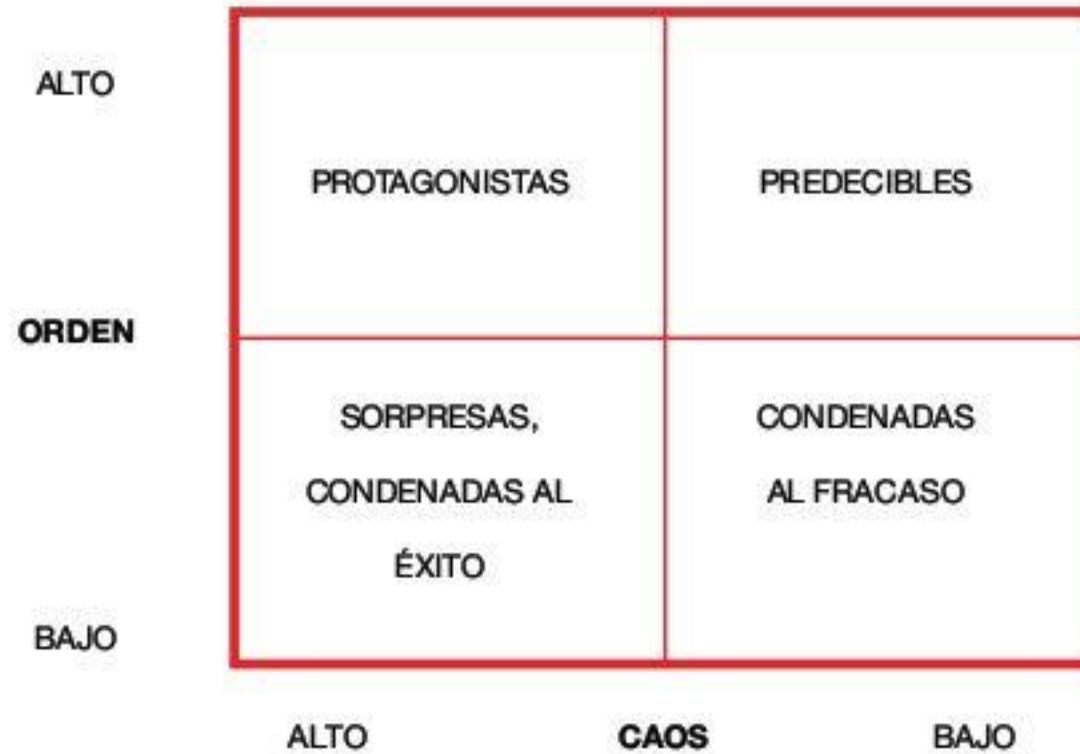 ALTO
PROTAGONISTAS
PREDECIBLES
ORDEN
SORPRESAS,
CONDENADAS AL
ÉXITO
CONDENADAS
AL FRACASO
BAJO
ALTO
CAOS
BAJO